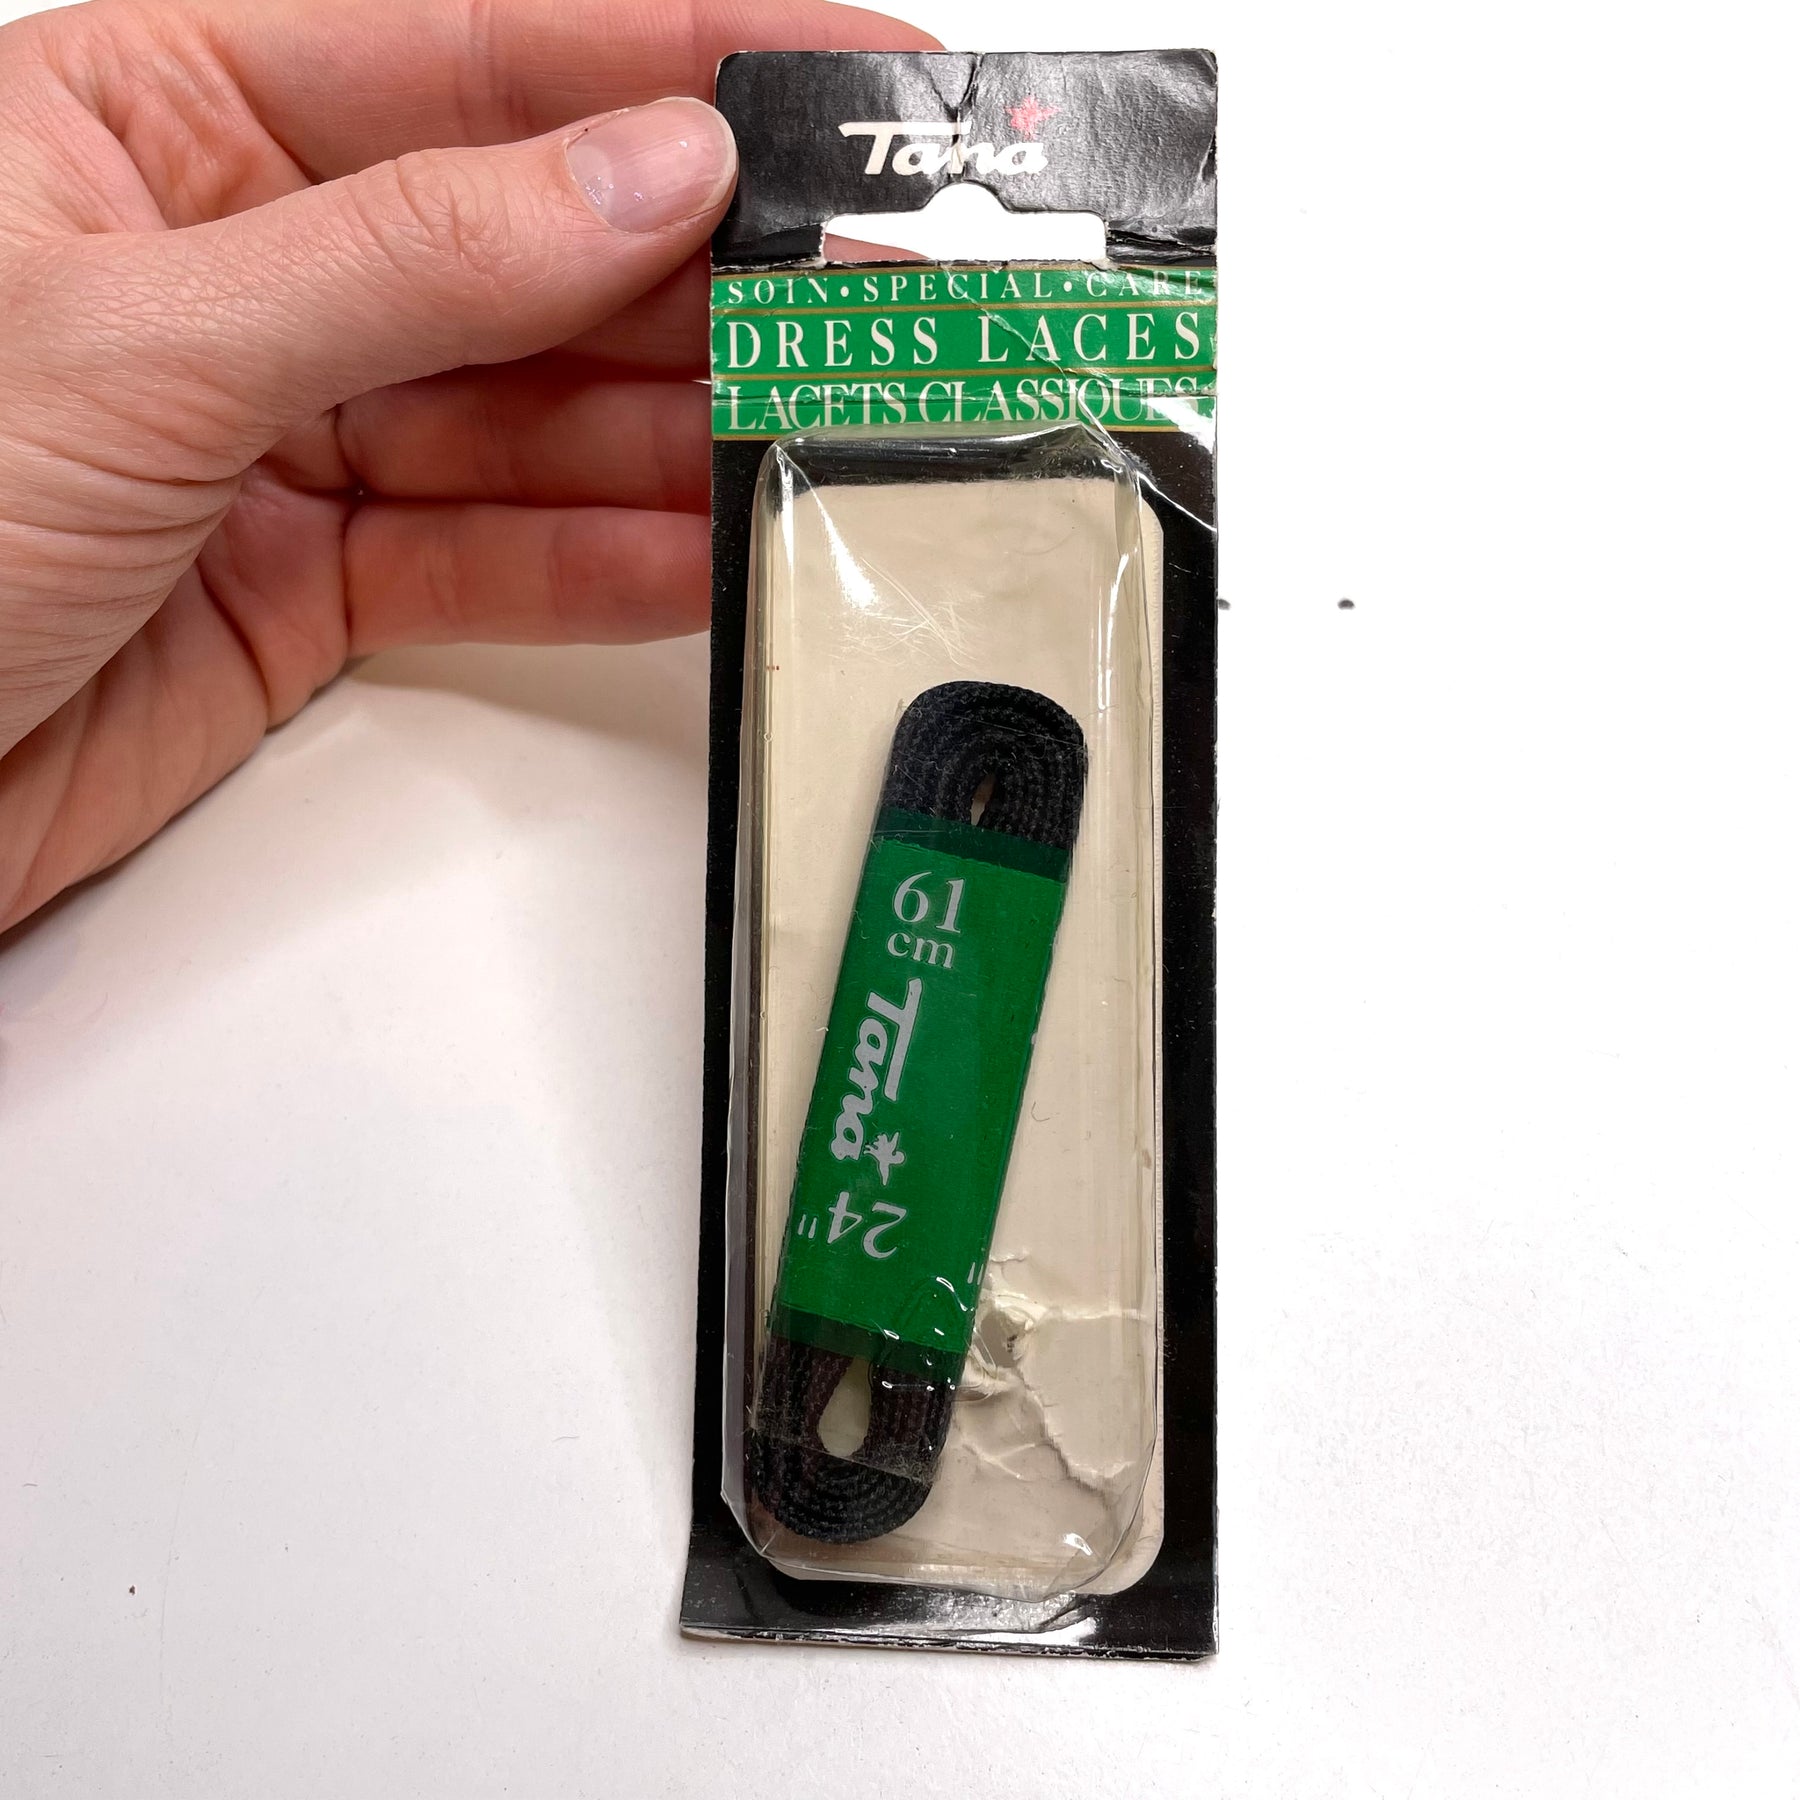 Tana
SOIN • SPECIAL • CARE
DRESS LACES
LACETS CLASSIQUES
61
cm
Tana
24"
"